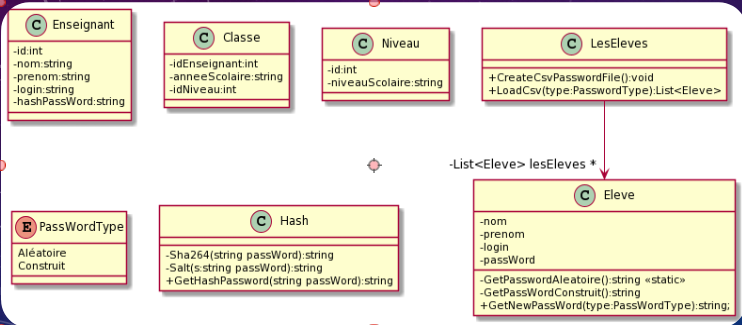 C Enseignant
-id:int
-nom:string
-prenom:string
-login:string
-hashPassWord:string
C Classe
-idEnseignant:int
-anneeScolaire:string
-idNiveau:int
C Niveau
-id:int
-niveauScolaire:string
C LesEleves
+CreateCsvPasswordFile():void
+LoadCsv(type:PasswordType):List<Eleve>
-List<Eleve> lesEleves *
E PassWordType
Aléatoire
Construit
C Hash
-Sha264(string passWord):string
-Salt(s:string passWord):string
+GetHashPassword(string passWord):string
C Eleve
-nom
-prenom
-login
-passWord
-GetPasswordAleatoire():string «static»
-GetPassWordConstruit():string
+GetNewPassWord(type:PassWordType):string;